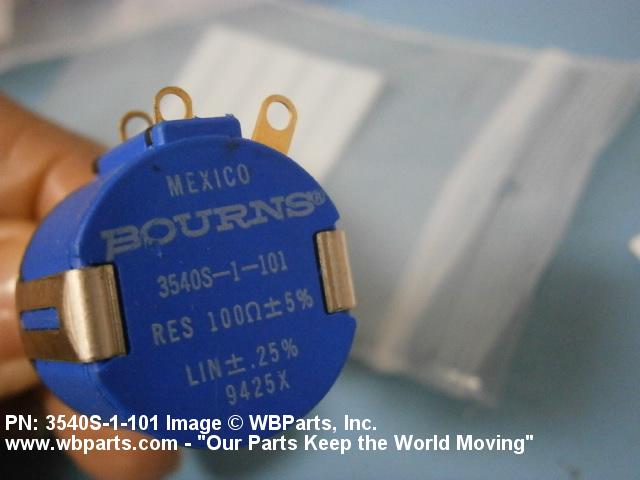 MEXICO
BOURNS®
3540S-1-101
RES 100Ω±5%
LIN±.25%
9425X
PN: 3540S-1-101 Image © WBParts, Inc.
www.wbparts.com - "Our Parts Keep the World Moving"